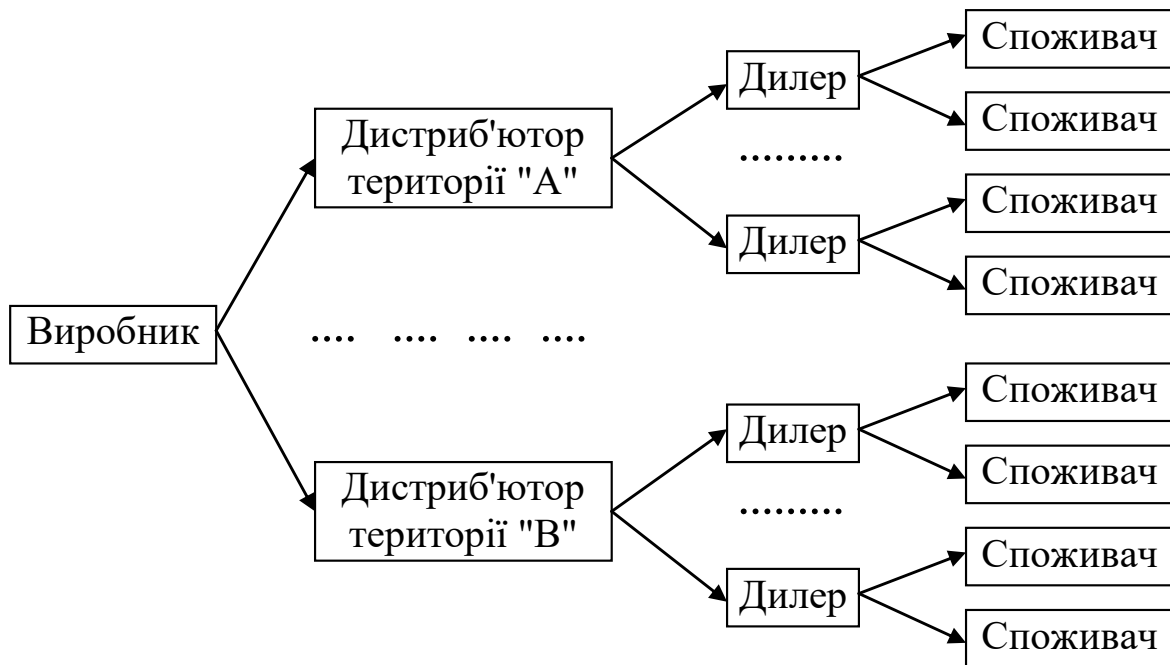 Споживач
Дилер
Споживач
Дистриб'ютор
території "А"
.........
Споживач
Дилер
Споживач
Виробник
.... .... .... ....
Споживач
Дилер
Споживач
Дистриб'ютор
території "В"
.........
Споживач
Дилер
Споживач